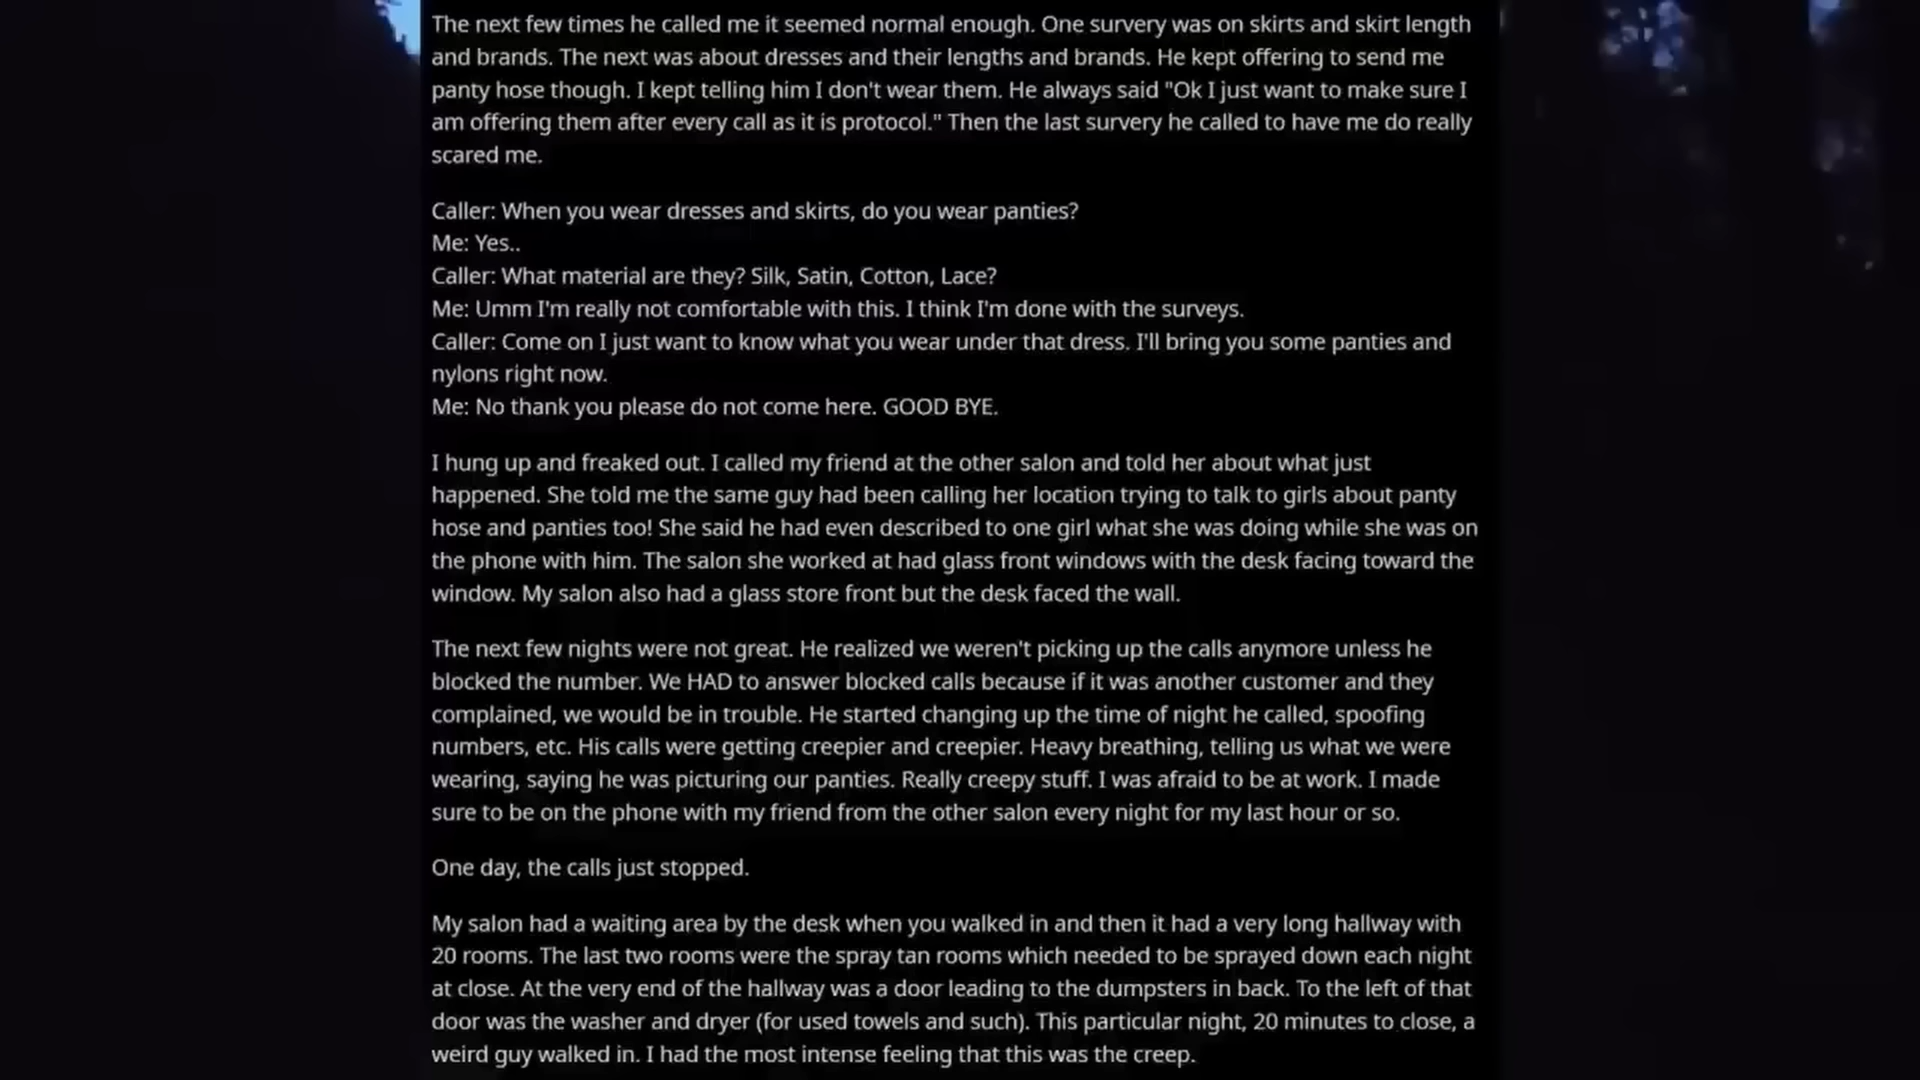 The next few times he called me it seemed normal enough. One survery was on skirts and skirt length
and brands. The next was about dresses and their lengths and brands. He kept offering to send me
panty hose though. I kept telling him I don't wear them. He always said "Ok I just want to make sure I
am offering them after every call as it is protocol." Then the last survery he called to have me do really
scared me.
Caller: When you wear dresses and skirts, do you wear panties?
Me: Yes..
Caller: What material are they? Silk, Satin, Cotton, Lace?
Me: Umm I'm really not comfortable with this. I think I'm done with the surveys.
Caller: Come on I just want to know what you wear under that dress. I'll bring you some panties and
nylons right now.
Me: No thank you please do not come here. GOOD BYE.
I hung up and freaked out. I called my friend at the other salon and told her about what just
happened. She told me the same guy had been calling her location trying to talk to girls about panty
hose and panties too! She said he had even described to one girl what she was doing while she was on
the phone with him. The salon she worked at had glass front windows with the desk facing toward the
window. My salon also had a glass store front but the desk faced the wall.
The next few nights were not great. He realized we weren't picking up the calls anymore unless he
blocked the number. We HAD to answer blocked calls because if it was another customer and they
complained, we would be in trouble. He started changing up the time of night he called, spoofing
numbers, etc. His calls were getting creepier and creepier. Heavy breathing, telling us what we were
wearing, saying he was picturing our panties. Really creepy stuff. I was afraid to be at work. I made
sure to be on the phone with my friend from the other salon every night for my last hour or so.
One day, the calls just stopped.
My salon had a waiting area by the desk when you walked in and then it had a very long hallway with
20 rooms. The last two rooms were the spray tan rooms which needed to be sprayed down each night
at close. At the very end of the hallway was a door leading to the dumpsters in back. To the left of that
door was the washer and dryer (for used towels and such). This particular night, 20 minutes to close, a
weird guy walked in. I had the most intense feeling that this was the creep.